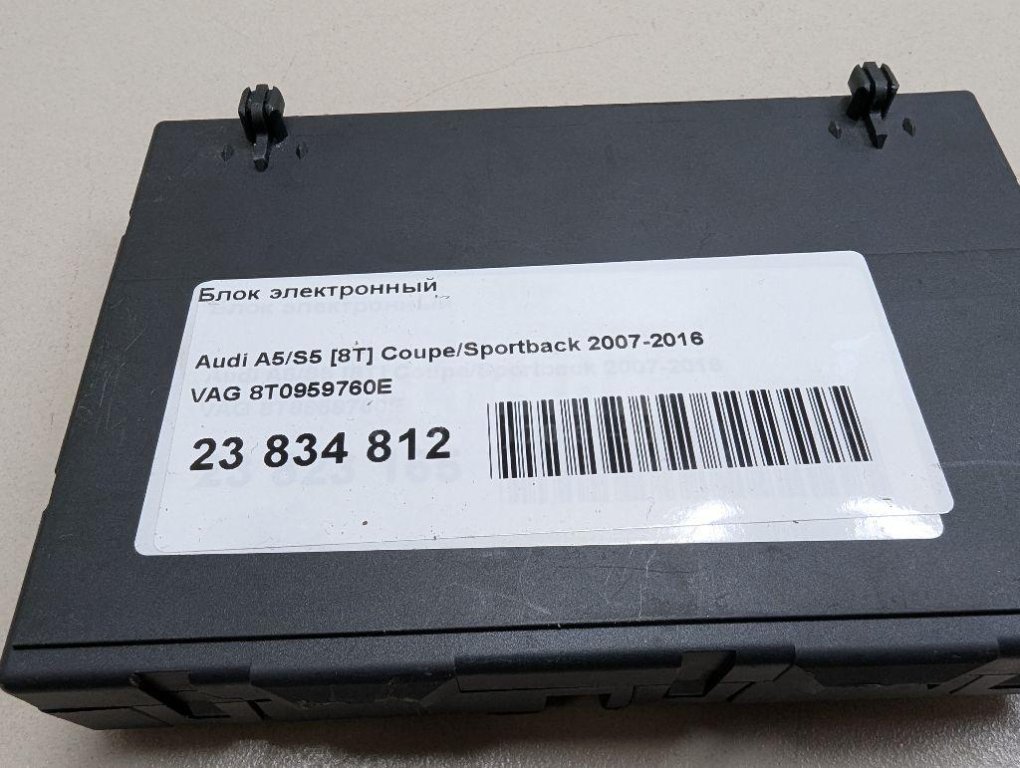 Блок электронный
Audi A5/S5 [8T] Coupe/Sportback 2007-2016
VAG 8T0959760E
23 834 812